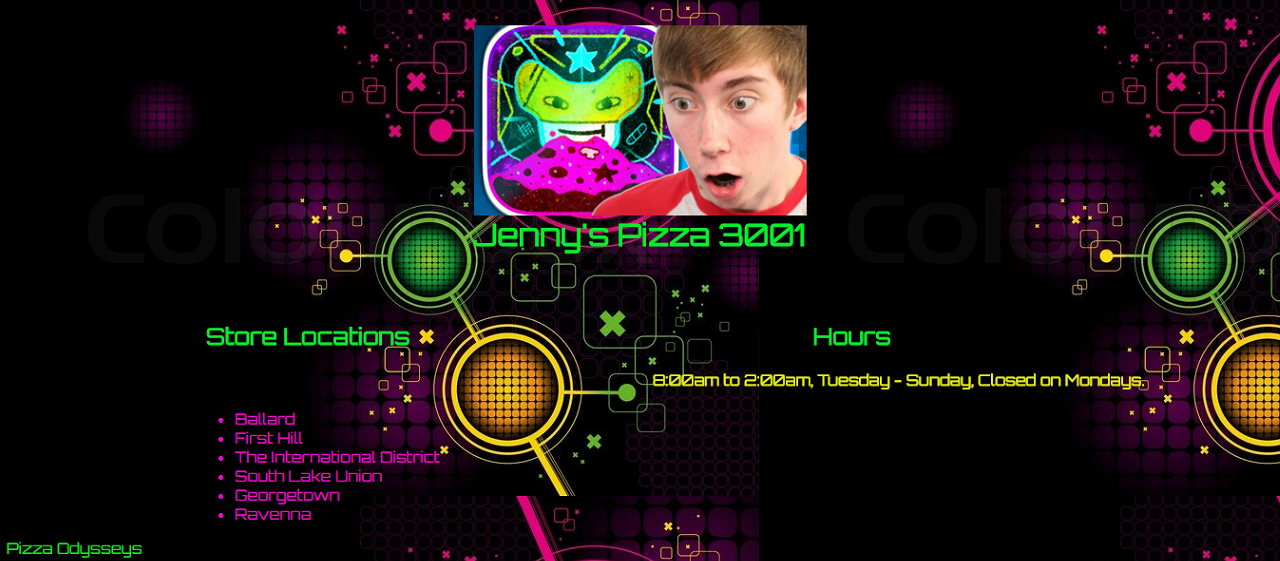 Jenny's Pizza 3001
Store Locations
Hours
8:00am to 2:00am, Tuesday - Sunday, Closed on Mondays.
Ballard
First Hill
The International District
South Lake Union
Georgetown
Ravenna
Pizza Odysseys